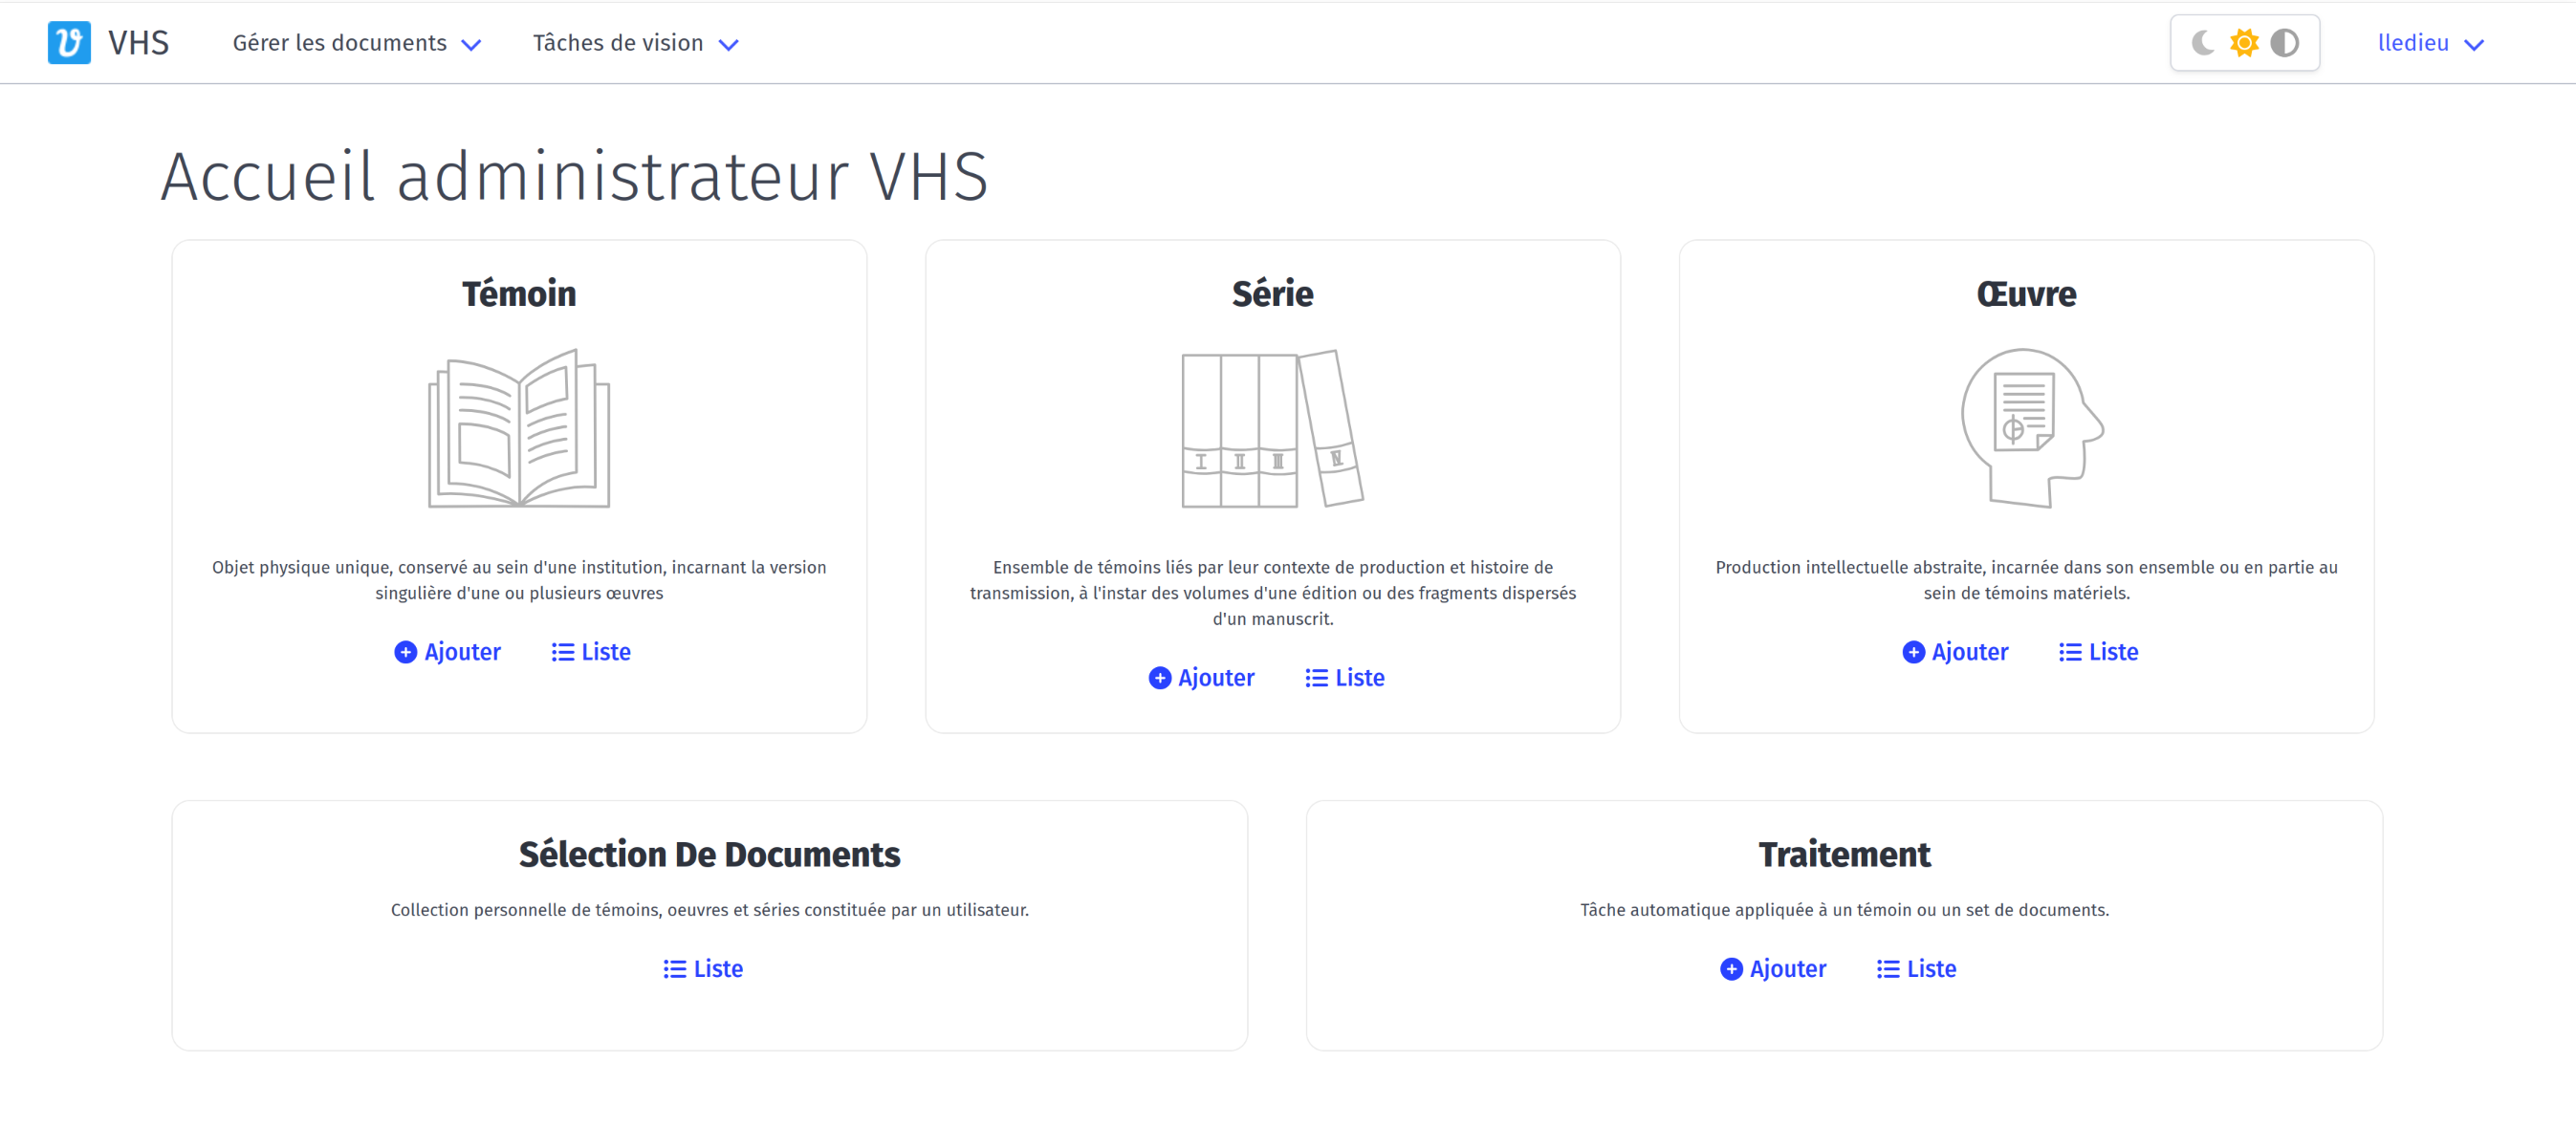 VHS
Gérer les documents
Tâches de vision
lledieu
Accueil administrateur VHS
Témoin
Objet physique unique, conservé au sein d'une institution, incarnant la version
singulière d'une ou plusieurs œuvres
Ajouter
Liste
Série
I II III IV
Ensemble de témoins liés par leur contexte de production et histoire de
transmission, à l'instar des volumes d'une édition ou des fragments dispersés
d'un manuscrit.
Ajouter
Liste
Œuvre
Production intellectuelle abstraite, incarnée dans son ensemble ou en partie au
sein de témoins matériels.
Ajouter
Liste
Sélection De Documents
Collection personnelle de témoins, oeuvres et séries constituée par un utilisateur.
Liste
Traitement
Tâche automatique appliquée à un témoin ou un set de documents.
Ajouter
Liste